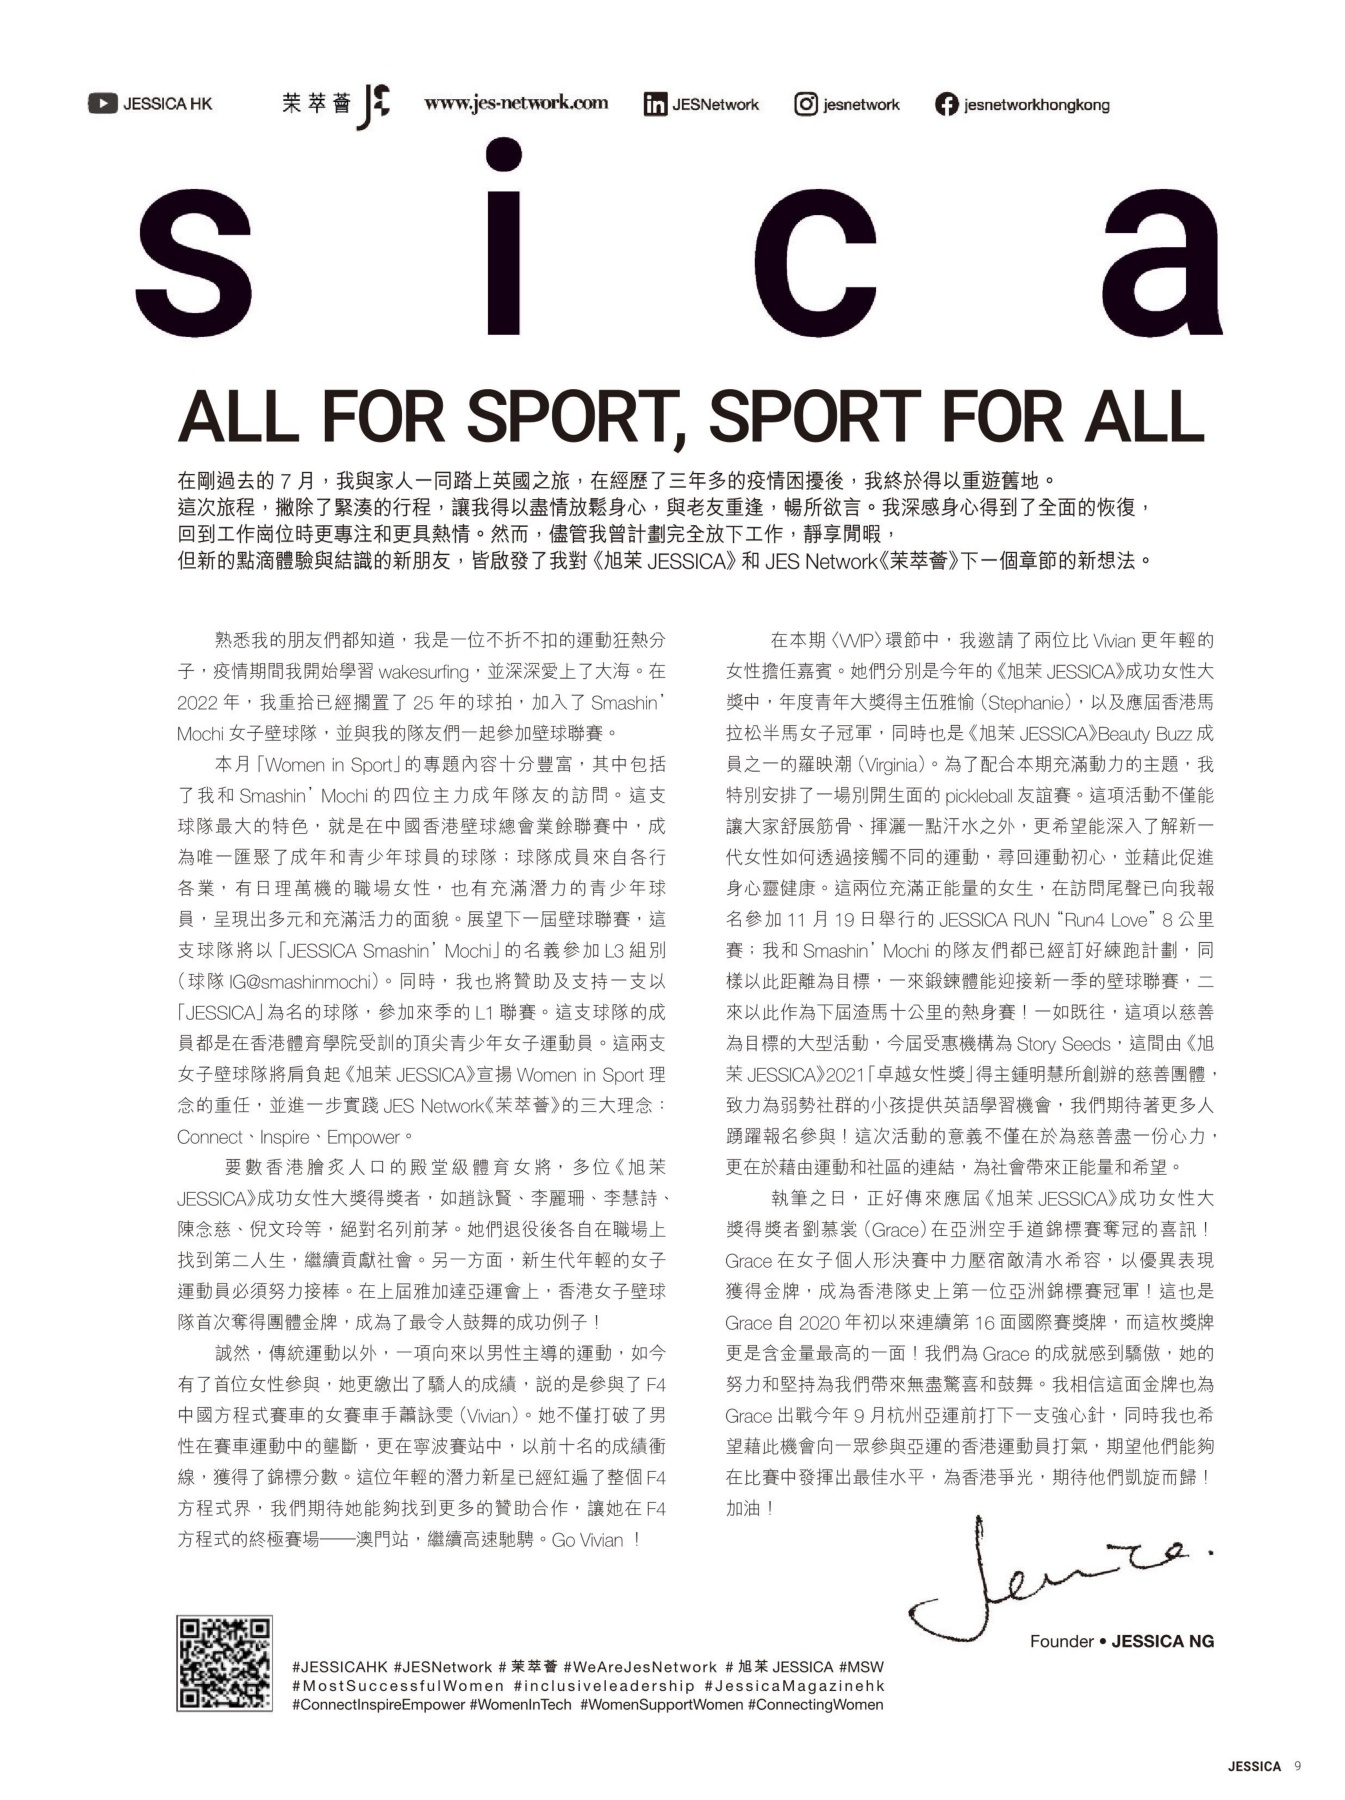 JESSICA HK
茉萃薈
www.jes-network.com
JESNetwork
jesnetwork
jesnetworkhongkong
sica
ALL FOR SPORT, SPORT FOR ALL
在剛過去的 7 月，我與家人一同踏上英國之旅，在經歷了三年多的疫情困擾後，我終於得以重遊舊地。
這次旅程，撇除了緊湊的行程，讓我得以盡情放鬆身心，與老友重逢，暢所欲言。我深感身心得到了全面的恢復，
回到工作崗位時更專注和更具熱情。然而，儘管我曾計劃完全放下工作，靜享閒暇，
但新的點滴體驗與結識的新朋友，皆啟發了我對《旭茉 JESSICA》和 JES Network《茉萃薈》下一個章節的新想法。
熟悉我的朋友們都知道，我是一位不折不扣的運動狂熱分
子，疫情期間我開始學習 wakesurfing，並深深愛上了大海。在
2022 年，我重拾已經擱置了 25 年的球拍，加入了 Smashin’
Mochi 女子壁球隊，並與我的隊友們一起參加壁球聯賽。
本月「Women in Sport」的專題內容十分豐富，其中包括
了我和 Smashin’ Mochi 的四位主力成年隊友的訪問。這支
球隊最大的特色，就是在中國香港壁球總會業餘聯賽中，成
為唯一匯聚了成年和青少年球員的球隊；球隊成員來自各行
各業，有日理萬機的職場女性，也有充滿潛力的青少年球
員，呈現出多元和充滿活力的面貌。展望下一屆壁球聯賽，這
支球隊將以「JESSICA Smashin’ Mochi」的名義參加 L3 組別
（球隊 IG@smashinmochi）。同時，我也將贊助及支持一支以
「JESSICA」為名的球隊，參加來季的 L1 聯賽。這支球隊的成
員都是在香港體育學院受訓的頂尖青少年女子運動員。這兩支
女子壁球隊將肩負起《旭茉 JESSICA》宣揚 Women in Sport 理
念的重任，並進一步實踐 JES Network《茉萃薈》的三大理念：
Connect、Inspire、Empower。
要數香港膾炙人口的殿堂級體育女將，多位《旭茉
JESSICA》成功女性大獎得獎者，如趙詠賢、李麗珊、李慧詩、
陳念慈、倪文玲等，絕對名列前茅。她們退役後各自在職場上
找到第二人生，繼續貢獻社會。另一方面，新生代年輕的女子
運動員必須努力接棒。在上屆雅加達亞運會上，香港女子壁球
隊首次奪得團體金牌，成為了最令人鼓舞的成功例子！
誠然，傳統運動以外，一項向來以男性主導的運動，如今
有了首位女性參與，她更繳出了驕人的成績，説的是參與了 F4
中國方程式賽車的女賽車手蕭詠雯（Vivian）。她不僅打破了男
性在賽車運動中的壟斷，更在寧波賽站中，以前十名的成績衝
線，獲得了錦標分數。這位年輕的潛力新星已經紅遍了整個 F4
方程式界，我們期待她能夠找到更多的贊助合作，讓她在 F4
方程式的終極賽場——澳門站，繼續高速馳騁。Go Vivian ！
在本期〈WIP〉環節中，我邀請了兩位比 Vivian 更年輕的
女性擔任嘉賓。她們分別是今年的《旭茉 JESSICA》成功女性大
獎中，年度青年大獎得主伍雅愉（Stephanie），以及應屆香港馬
拉松半馬女子冠軍，同時也是《旭茉 JESSICA》Beauty Buzz 成
員之一的羅映潮（Virginia）。為了配合本期充滿動力的主題，我
特別安排了一場別開生面的 pickleball 友誼賽。這項活動不僅能
讓大家舒展筋骨、揮灑一點汗水之外，更希望能深入了解新一
代女性如何透過接觸不同的運動，尋回運動初心，並藉此促進
身心靈健康。這兩位充滿正能量的女生，在訪問尾聲已向我報
名參加 11 月 19 日舉行的 JESSICA RUN “Run4 Love” 8 公里
賽；我和 Smashin’ Mochi 的隊友們都已經訂好練跑計劃，同
樣以此距離為目標，一來鍛鍊體能迎接新一季的壁球聯賽，二
來以此作為下屆渣馬十公里的熱身賽！一如既往，這項以慈善
為目標的大型活動，今屆受惠機構為 Story Seeds，這間由《旭
茉 JESSICA》2021「卓越女性獎」得主鍾明慧所創辦的慈善團體，
致力為弱勢社群的小孩提供英語學習機會，我們期待著更多人
踴躍報名參與！這次活動的意義不僅在於為慈善盡一份心力，
更在於藉由運動和社區的連結，為社會帶來正能量和希望。
執筆之日，正好傳來應屆《旭茉 JESSICA》成功女性大
獎得獎者劉慕裳（Grace）在亞洲空手道錦標賽奪冠的喜訊！
Grace 在女子個人形決賽中力壓宿敵清水希容，以優異表現
獲得金牌，成為香港隊史上第一位亞洲錦標賽冠軍！這也是
Grace 自 2020 年初以來連續第 16 面國際賽獎牌，而這枚獎牌
更是含金量最高的一面！我們為 Grace 的成就感到驕傲，她的
努力和堅持為我們帶來無盡驚喜和鼓舞。我相信這面金牌也為
Grace 出戰今年 9 月杭州亞運前打下一支強心針，同時我也希
望藉此機會向一眾參與亞運的香港運動員打氣，期望他們能夠
在比賽中發揮出最佳水平，為香港爭光，期待他們凱旋而歸！
加油！
Founder • JESSICA NG
#JESSICAHK #JESNetwork #茉萃薈 #WeAreJesNetwork #旭茉 JESSICA #MSW
#MostSuccessfulWomen #inclusiveleadership #JessicaMagazinehk
#ConnectInspireEmpower #WomenInTech #WomenSupportWomen #ConnectingWomen
JESSICA 9